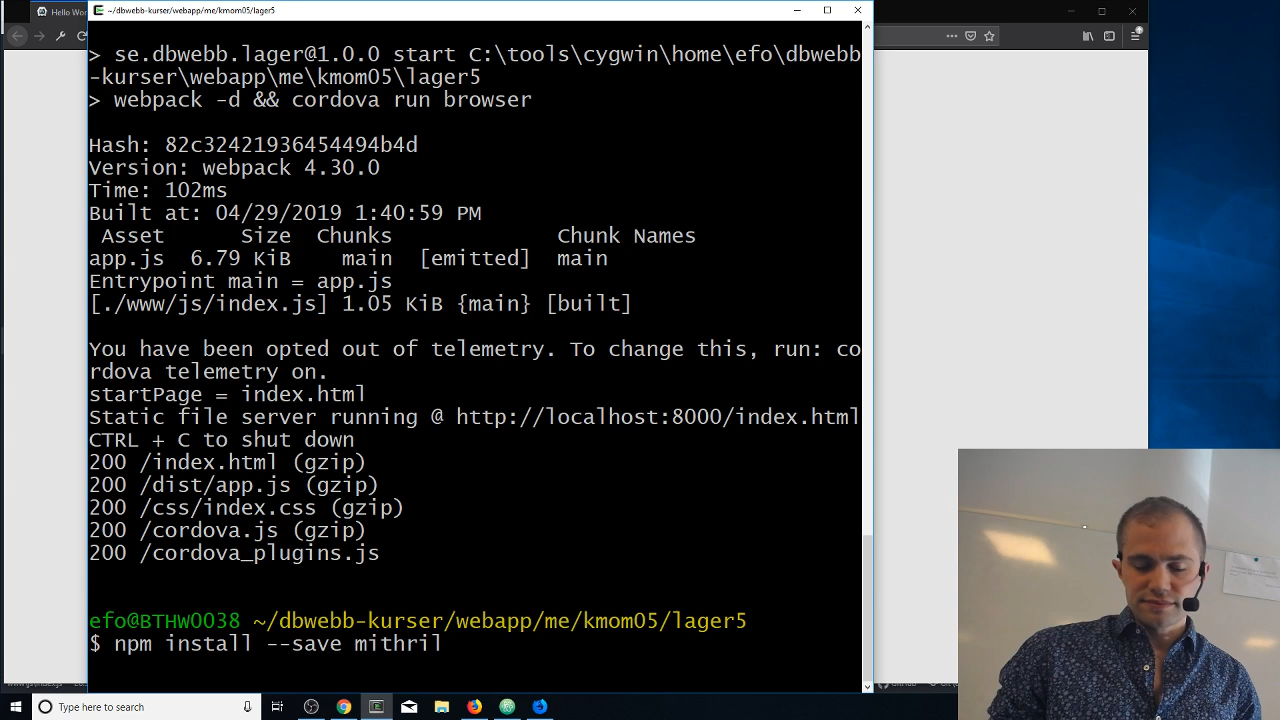 Hello Wor
~/dbwebb-kurser/webapp/me/kmom05/lager5
> se.dbwebb.lager@1.0.0 start C:\tools\cygwin\home\efo\dbwebb
-kurser\webapp\me\kmom05\lager5
> webpack -d && cordova run browser
Hash: 82c32421936454494b4d
Version: webpack 4.30.0
Time: 102ms
Built at: 04/29/2019 1:40:59 PM
Asset Size Chunks Chunk Names
app.js 6.79 KiB main [emitted] main
Entrypoint main = app.js
[./www/js/index.js] 1.05 KiB {main} [built]
You have been opted out of telemetry. To change this, run: co
rdova telemetry on.
startPage = index.html
Static file server running @ http://localhost:8000/index.html
CTRL + C to shut down
200 /index.html (gzip)
200 /dist/app.js (gzip)
200 /css/index.css (gzip)
200 /cordova.js (gzip)
200 /cordova_plugins.js
efo@BTHW0038 ~/dbwebb-kurser/webapp/me/kmom05/lager5
$ npm install --save mithril
Type here to search